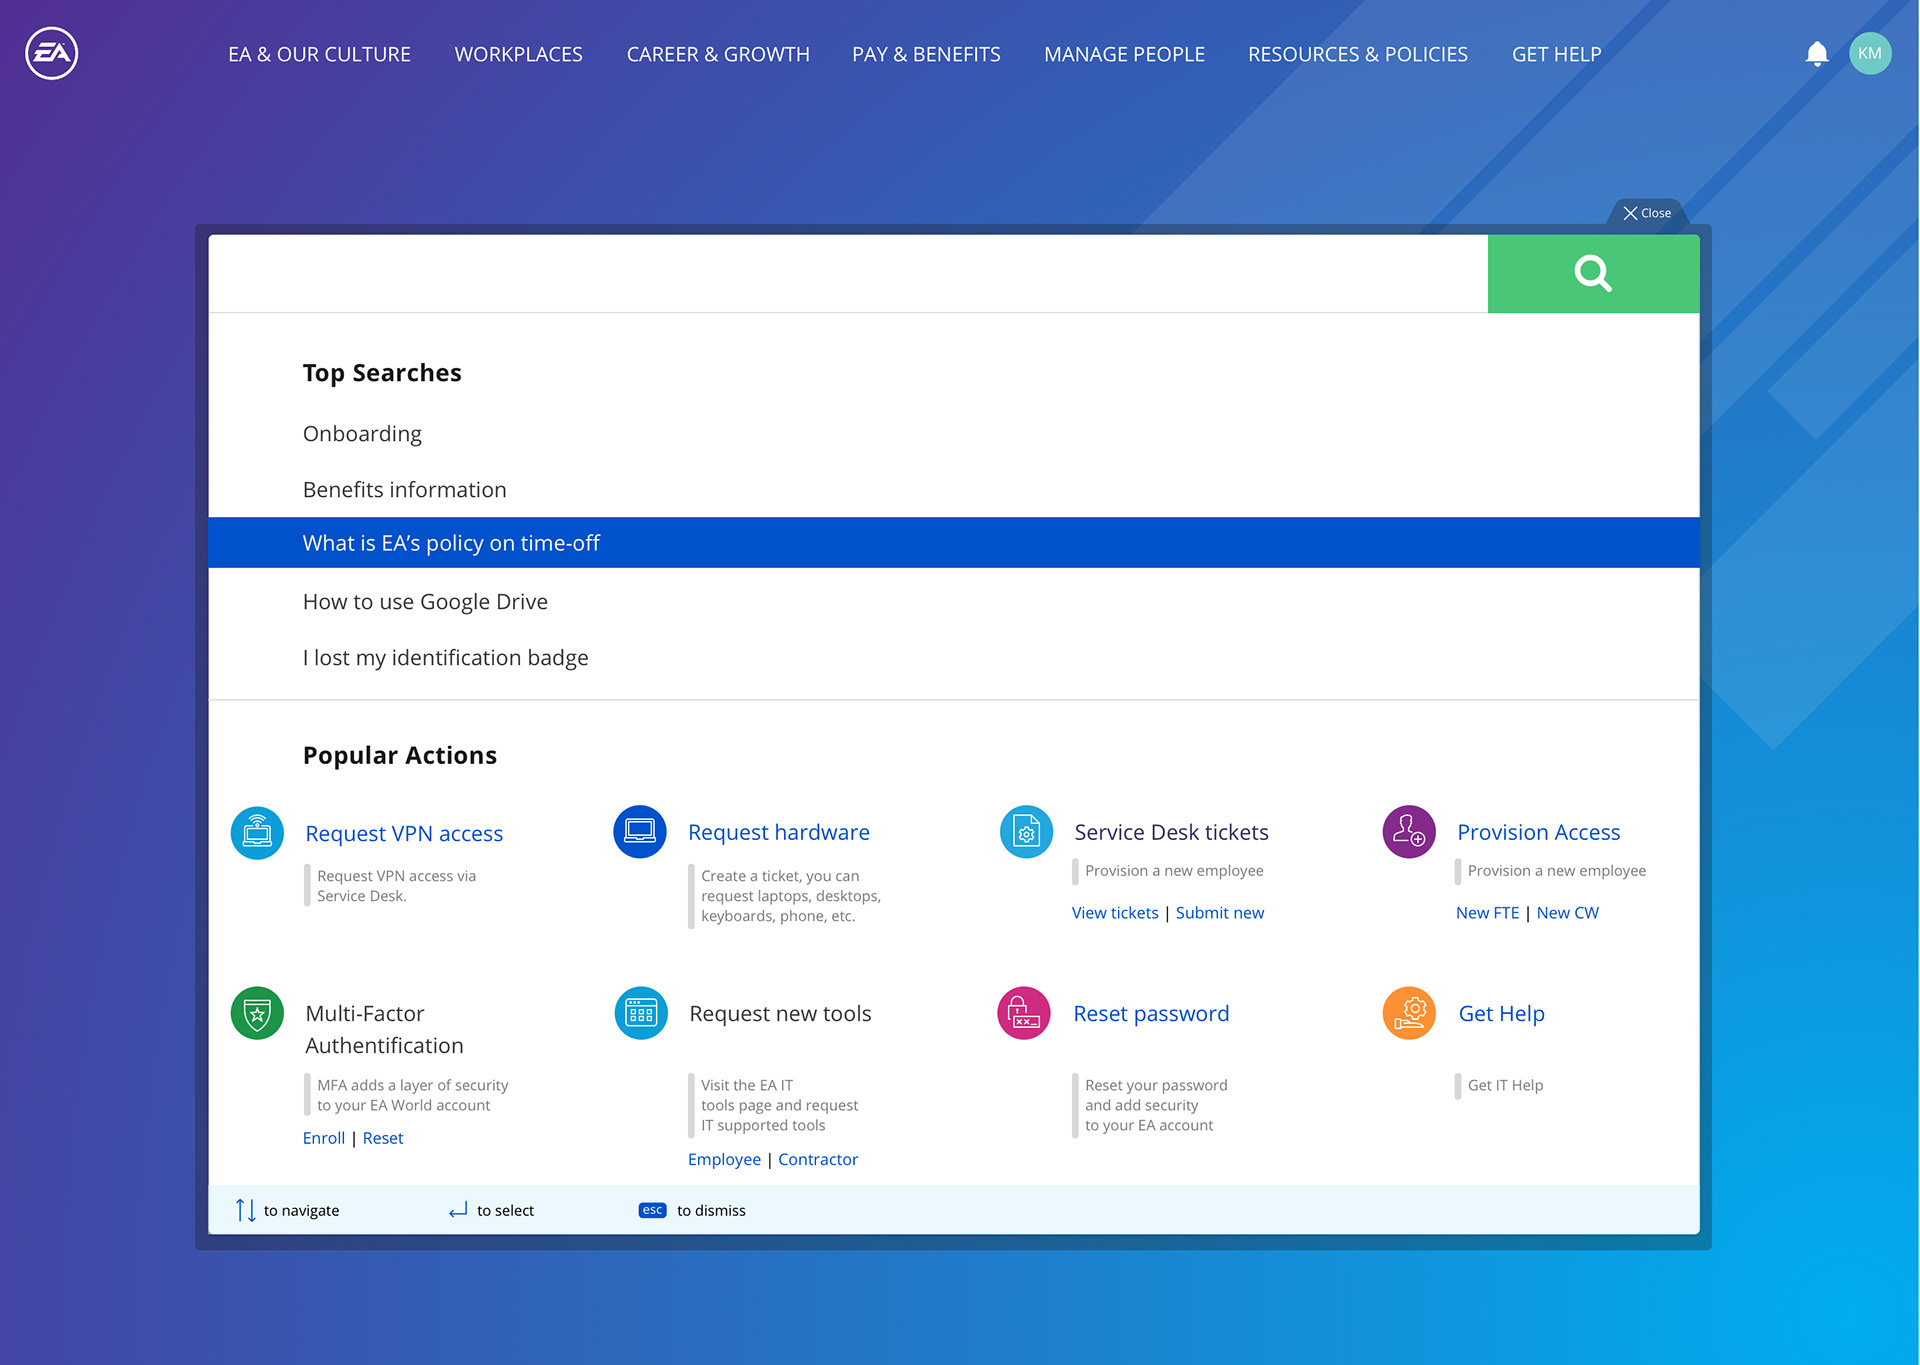 EA
EA & OUR CULTURE WORKPLACES CAREER & GROWTH PAY & BENEFITS MANAGE PEOPLE RESOURCES & POLICIES GET HELP KM
Close
Top Searches
Onboarding
Benefits information
What is EA’s policy on time-off
How to use Google Drive
I lost my identification badge
Popular Actions
Request VPN access
Request VPN access via
Service Desk.
Request hardware
Create a ticket, you can
request laptops, desktops,
keyboards, phone, etc.
Service Desk tickets
Provision a new employee
View tickets | Submit new
Provision Access
Provision a new employee
New FTE | New CW
Multi-Factor
Authentification
MFA adds a layer of security
to your EA World account
Enroll | Reset
Request new tools
Visit the EA IT
tools page and request
IT supported tools
Employee | Contractor
Reset password
Reset your password
and add security
to your EA account
Get Help
Get IT Help
to navigate to select esc to dismiss